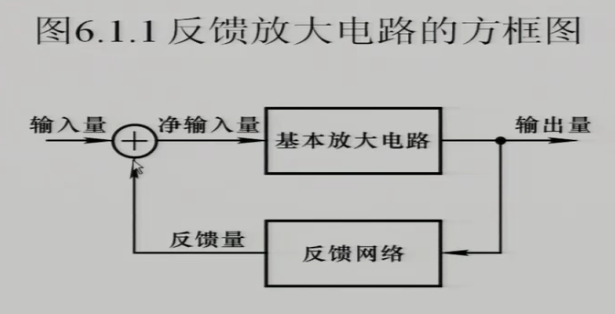 图6.1.1 反馈放大电路的方框图
输入量
净输入量
基本放大电路
输出量
反馈量
反馈网络